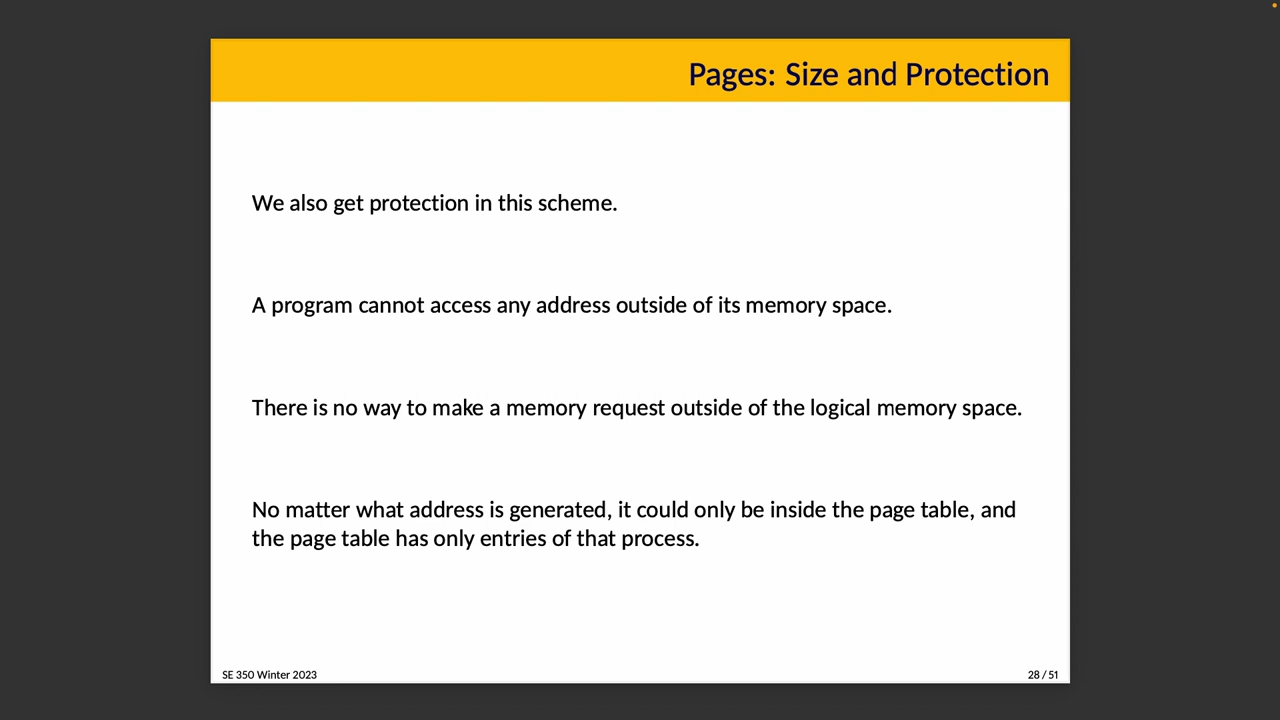 Pages: Size and Protection
We also get protection in this scheme.
A program cannot access any address outside of its memory space.
There is no way to make a memory request outside of the logical memory space.
No matter what address is generated, it could only be inside the page table, and
the page table has only entries of that process.
SE 350 Winter 2023
28 / 51